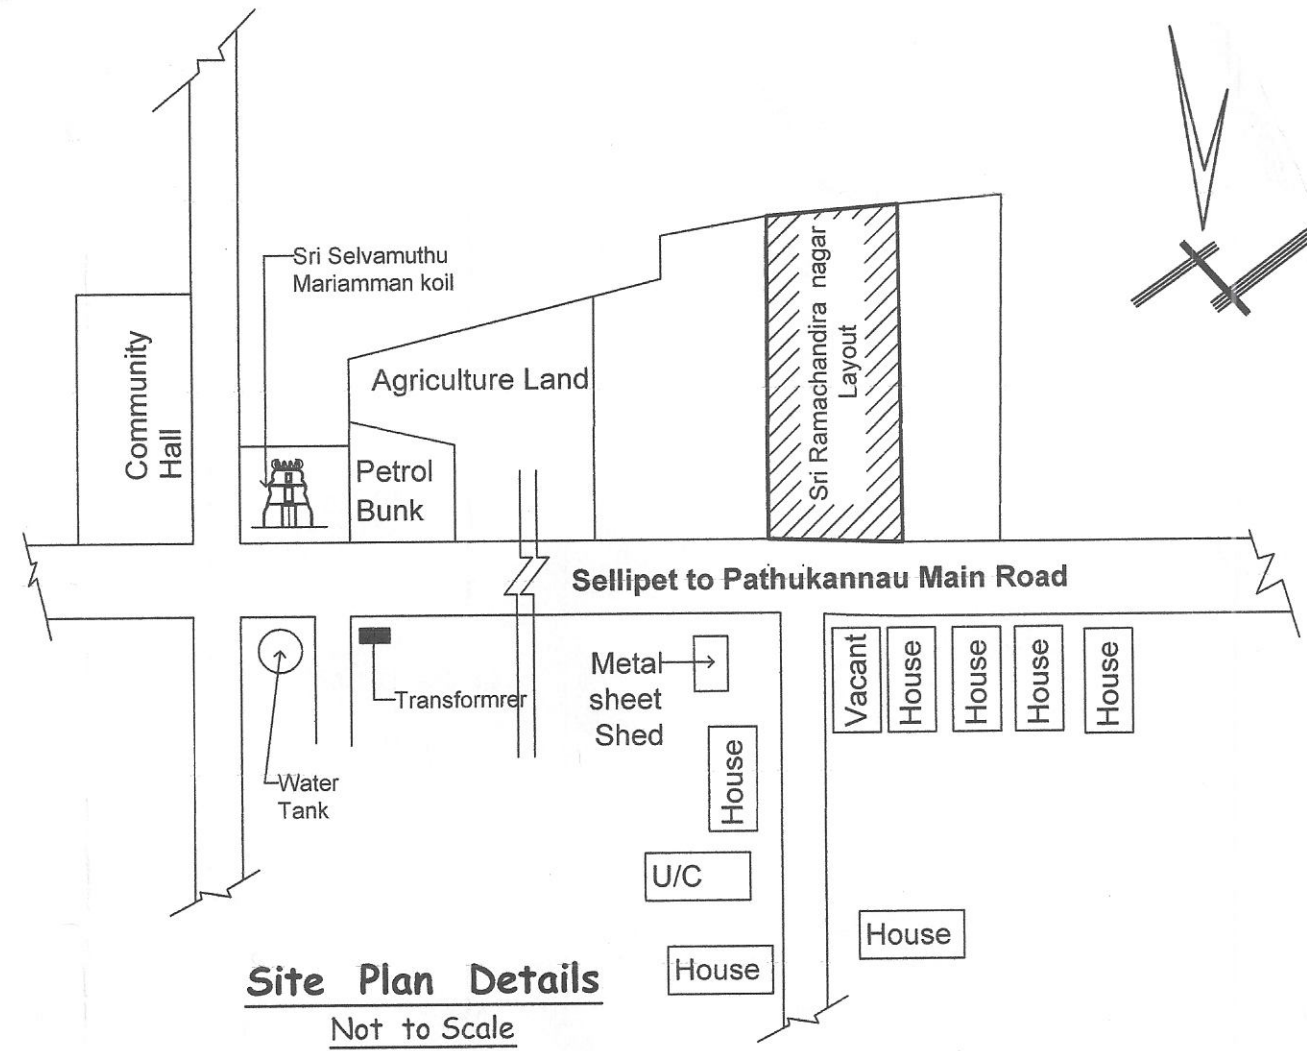 Sri Selvamuthu
Mariamman koil
Community
Hall
Agriculture Land
Petrol
Bunk
Sri Ramachandira nagar
Layout
Sellipet to Pathukannau Main Road
Transformrer
Water
Tank
Metal
sheet
Shed
House
U/C
House
Vacant
House
House
House
House
House
Site Plan Details
Not to Scale